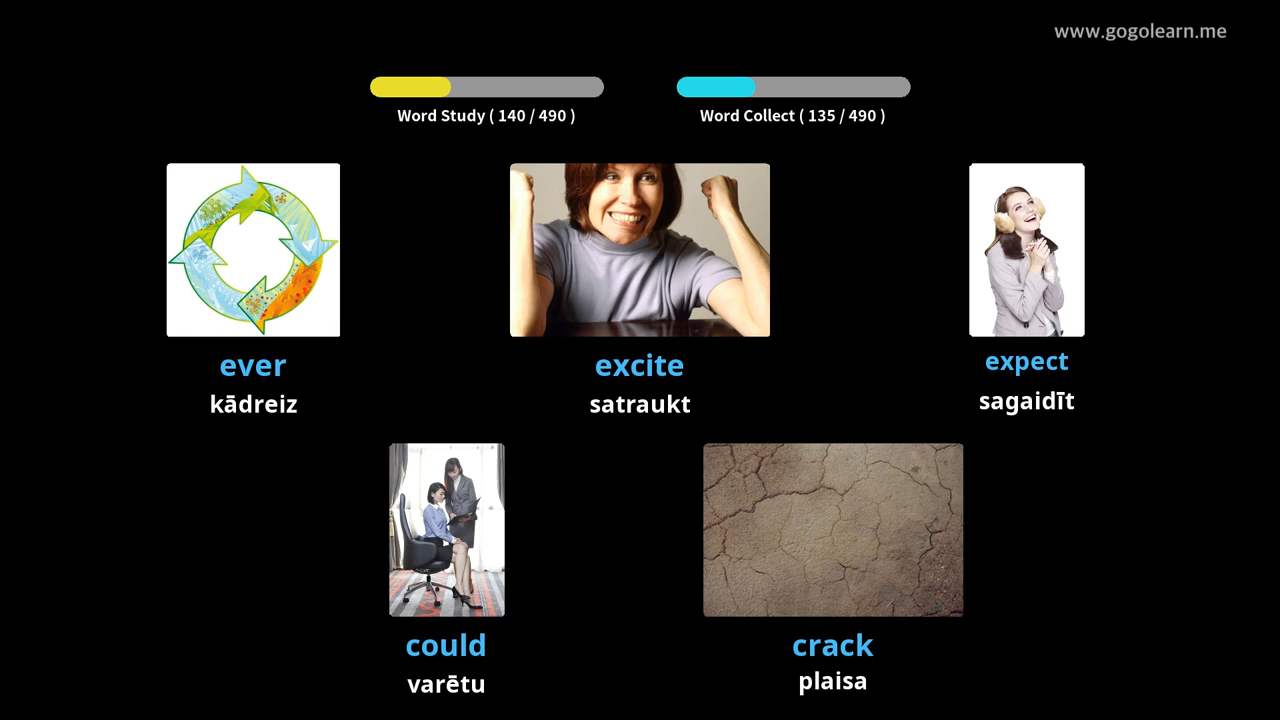 www.gogolearn.me
Word Study ( 140 / 490 )
Word Collect ( 135 / 490 )
ever
kādreiz
excite
satraukt
expect
sagaidīt
could
varētu
crack
plaisa